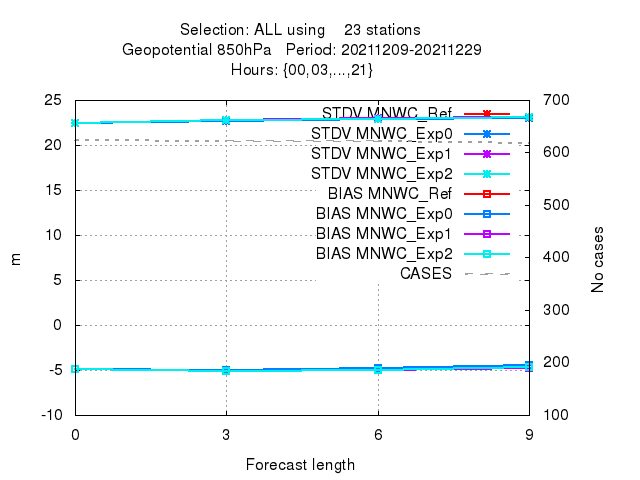 Selection: ALL using    23 stations
Geopotential 850hPa   Period: 20211209-20211229
Hours: {00,03,...,21}
25
20
15
10
5
0
-5
-10
m
700
600
500
400
300
200
100
No cases
STDV MNWC_Ref
STDV MNWC_Exp0
STDV MNWC_Exp1
STDV MNWC_Exp2
BIAS MNWC_Ref
BIAS MNWC_Exp0
BIAS MNWC_Exp1
BIAS MNWC_Exp2
CASES
0 3 6 9
Forecast length